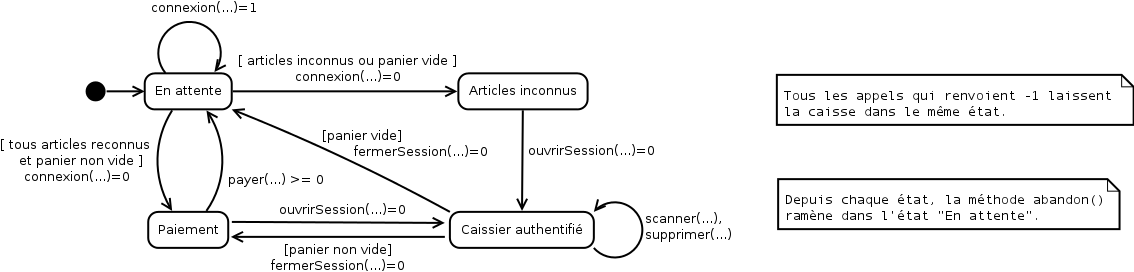 connexion(...)=1
[ articles inconnus ou panier vide ]
connexion(...)=0
En attente
Articles inconnus
Tous les appels qui renvoient -1 laissent
la caisse dans le même état.
[ tous articles reconnus
et panier non vide ]
connexion(...)=0
[panier vide]
fermerSession(...)=0
ouvrirSession(...)=0
payer(...) >= 0
ouvrirSession(...)=0
Paiement
Caissier authentifié
scanner(...),
supprimer(...)
[panier non vide]
fermerSession(...)=0
Depuis chaque état, la méthode abandon()
ramène dans l'état "En attente".